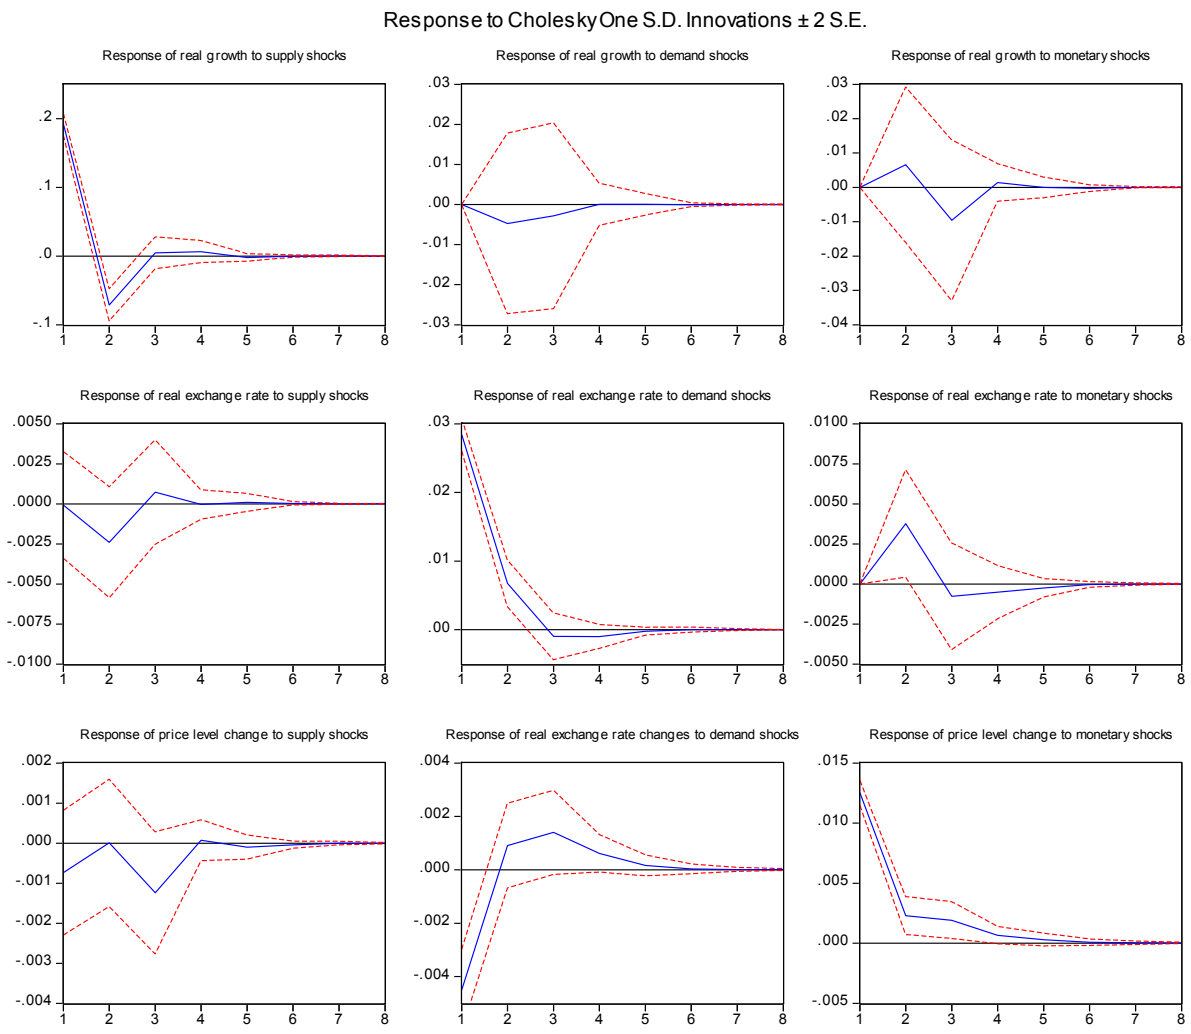 Response to Cholesky One S.D. Innovations ± 2 S.E.
Response of real growth to supply shocks
.2
.1
.0
-.1
1 2 3 4 5 6 7 8
Response of real growth to demand shocks
.03
.02
.01
.00
-.01
-.02
-.03
1 2 3 4 5 6 7 8
Response of real growth to monetary shocks
.03
.02
.01
.00
-.01
-.02
-.03
-.04
1 2 3 4 5 6 7 8
Response of real exchange rate to supply shocks
.0050
.0025
.0000
-.0025
-.0050
-.0075
-.0100
1 2 3 4 5 6 7 8
Response of real exchange rate to demand shocks
.03
.02
.01
.00
1 2 3 4 5 6 7 8
Response of real exchange rate to monetary shocks
.0100
.0075
.0050
.0025
.0000
-.0025
-.0050
1 2 3 4 5 6 7 8
Response of price level change to supply shocks
.002
.001
.000
-.001
-.002
-.003
-.004
1 2 3 4 5 6 7 8
Response of real exchange rate changes to demand shocks
.004
.002
.000
-.002
-.004
1 2 3 4 5 6 7 8
Response of price level change to monetary shocks
.015
.010
.005
.000
-.005
1 2 3 4 5 6 7 8